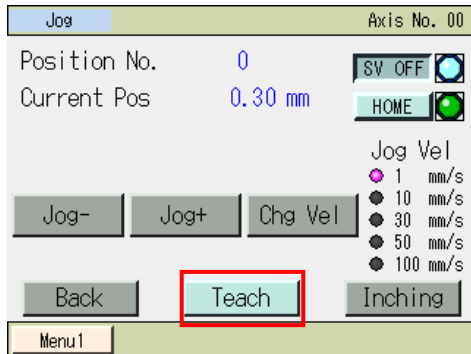 Jog Axis No. 00
Position No. 0 SV OFF
Current Pos 0.30 mm HOME
Jog Vel
1 mm/s
10 mm/s
30 mm/s
50 mm/s
100 mm/s
Jog- Jog+ Chg Vel
Back Teach Inching
Menu1